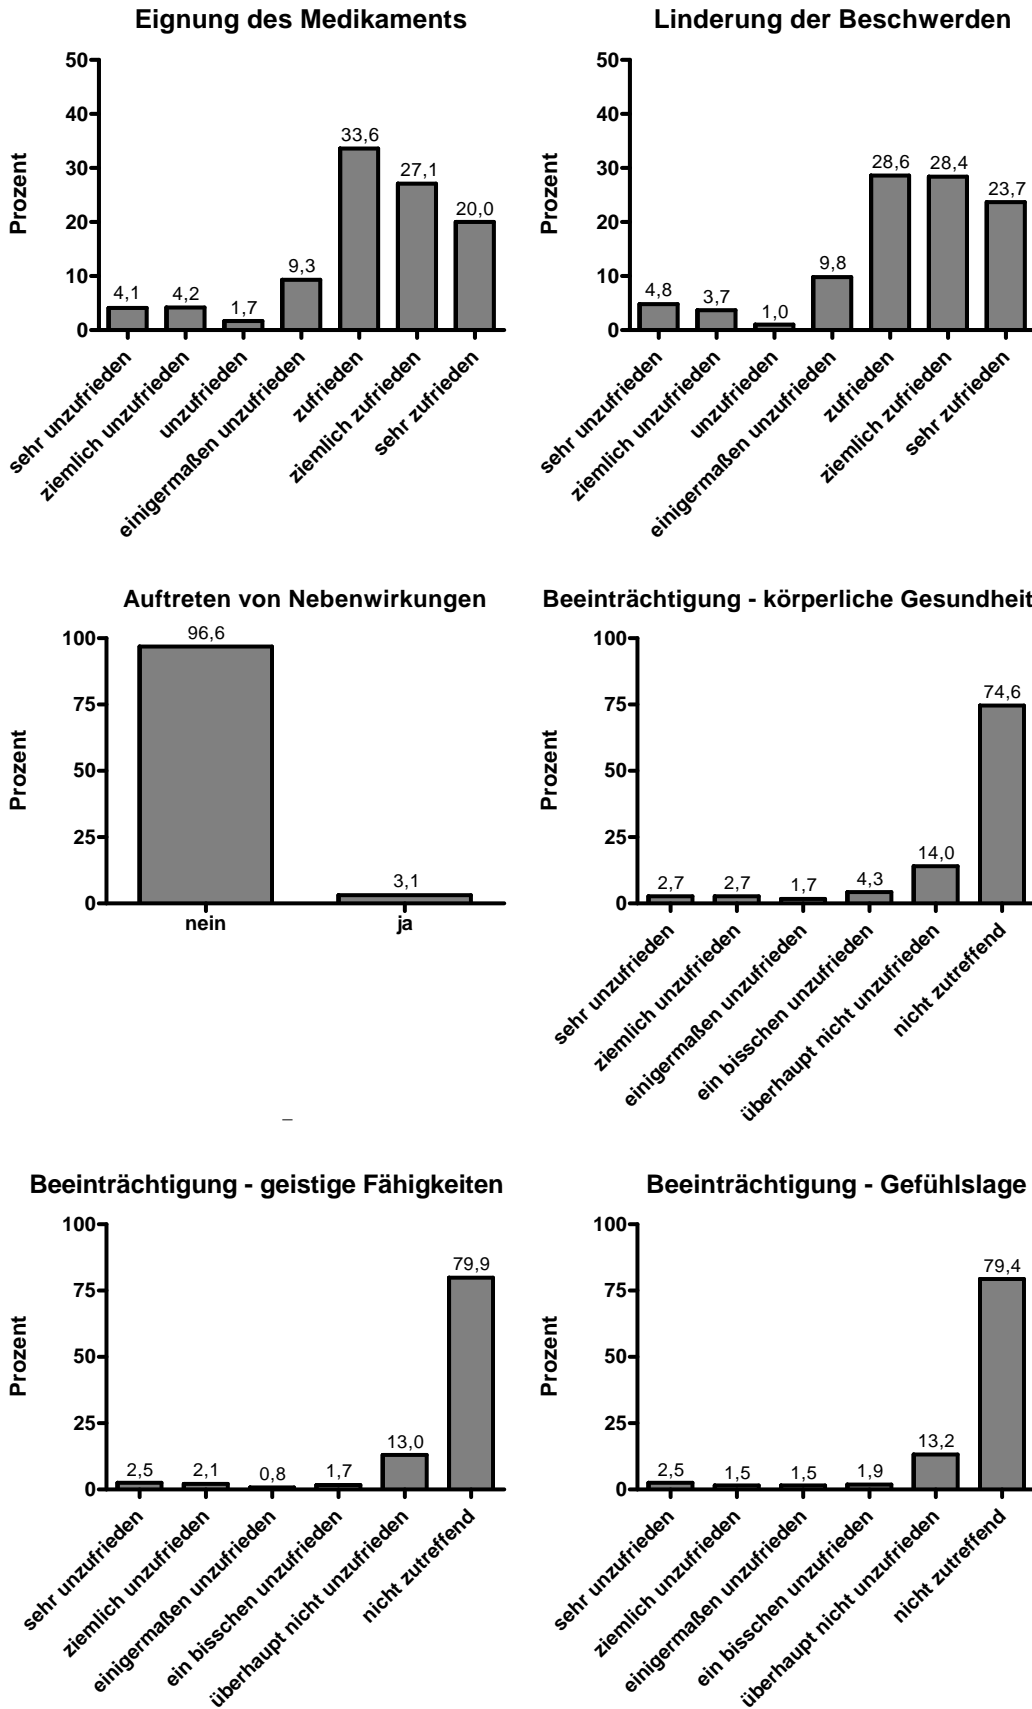 Eignung des Medikaments
Prozent
50
40
30
20
10
0
4,1
4,2
1,7
9,3
33,6
27,1
20,0
sehr unzufrieden
ziemlich unzufrieden
unzufrieden
einigermaßen unzufrieden
zufrieden
ziemlich zufrieden
sehr zufrieden
Linderung der Beschwerden
Prozent
50
40
30
20
10
0
4,8
3,7
1,0
9,8
28,6
28,4
23,7
sehr unzufrieden
ziemlich unzufrieden
unzufrieden
einigermaßen unzufrieden
zufrieden
ziemlich zufrieden
sehr zufrieden
Auftreten von Nebenwirkungen
Prozent
100
75
50
25
0
96,6
3,1
nein
ja
Beeinträchtigung - körperliche Gesundheit
Prozent
100
75
50
25
0
2,7
2,7
1,7
4,3
14,0
74,6
sehr unzufrieden
ziemlich unzufrieden
einigermaßen unzufrieden
ein bisschen unzufrieden
überhaupt nicht unzufrieden
nicht zutreffend
Beeinträchtigung - geistige Fähigkeiten
Prozent
100
75
50
25
0
2,5
2,1
0,8
1,7
13,0
79,9
sehr unzufrieden
ziemlich unzufrieden
einigermaßen unzufrieden
ein bisschen unzufrieden
überhaupt nicht unzufrieden
nicht zutreffend
Beeinträchtigung - Gefühlslage
Prozent
100
75
50
25
0
2,5
1,5
1,5
1,9
13,2
79,4
sehr unzufrieden
ziemlich unzufrieden
einigermaßen unzufrieden
ein bisschen unzufrieden
überhaupt nicht unzufrieden
nicht zutreffend